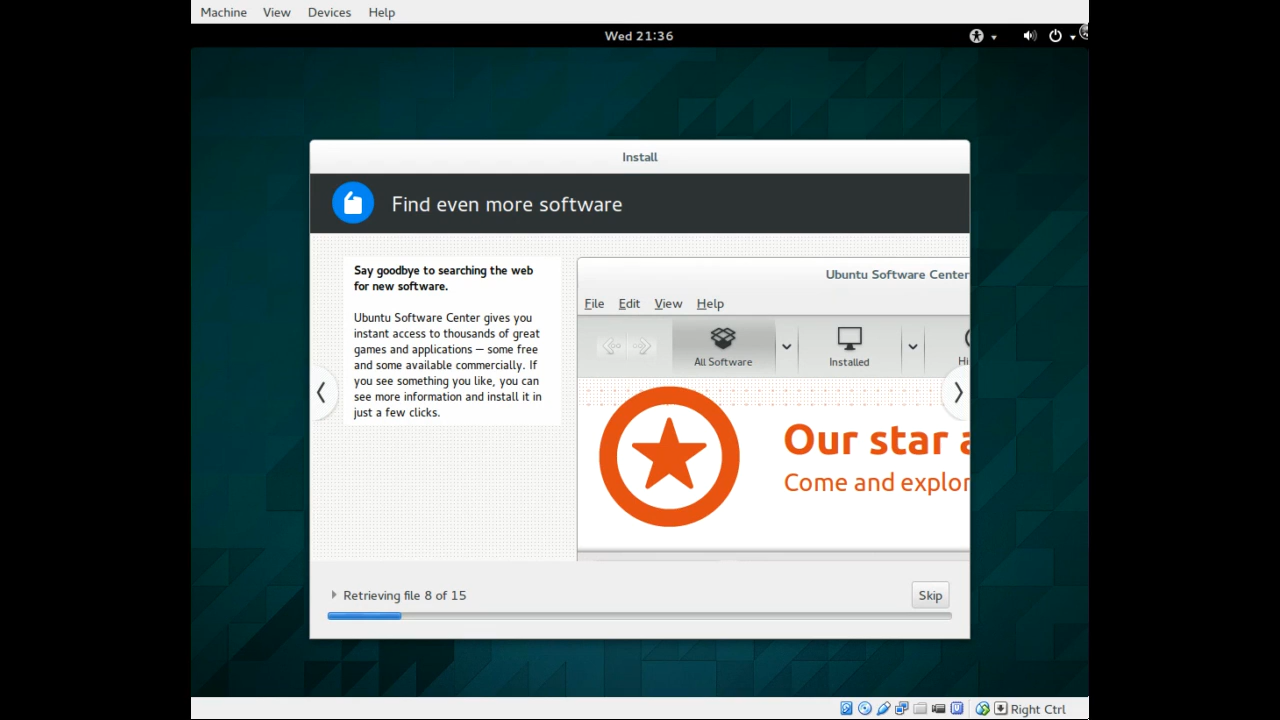 Machine View Devices Help
Wed 21:36
Install
Find even more software
Say goodbye to searching the web
for new software.
Ubuntu Software Center gives you
instant access to thousands of great
games and applications — some free
and some available commercially. If
you see something you like, you can
see more information and install it in
just a few clicks.
Ubuntu Software Center
File Edit View Help
All Software Installed Hi
Our star a
Come and explor
Retrieving file 8 of 15
Skip
Right Ctrl